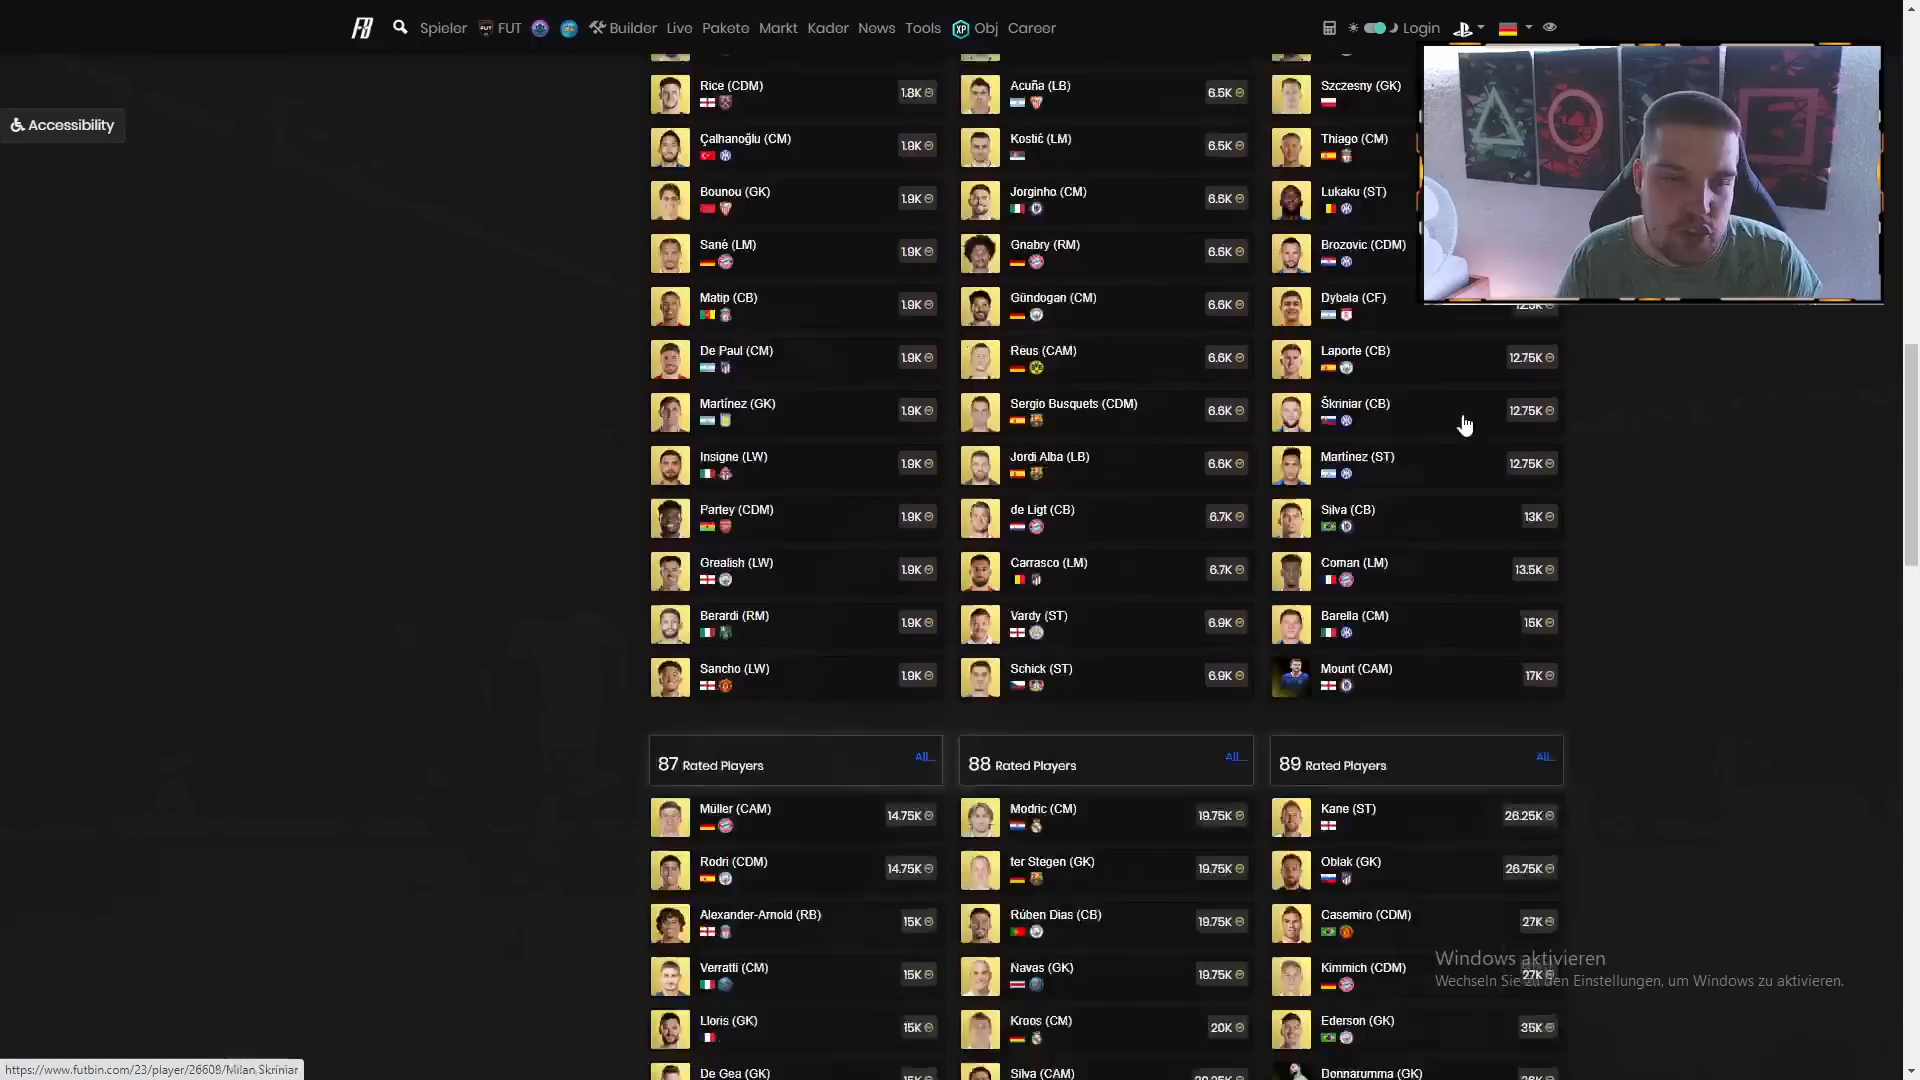 Spieler FUT Builder Live Pakete Markt Kader News Tools XP Obj Career Login
Accessibility
Rice (CDM) 1.8K
Çalhanoğlu (CM) 1.9K
Bounou (GK) 1.9K
Sané (LM) 1.9K
Matip (CB) 1.9K
De Paul (CM) 1.9K
Martínez (GK) 1.9K
Insigne (LW) 1.9K
Partey (CDM) 1.9K
Grealish (LW) 1.9K
Berardi (RM) 1.9K
Sancho (LW) 1.9K
Acuña (LB) 6.5K
Kostić (LM) 6.5K
Jorginho (CM) 6.5K
Gnabry (RM) 6.5K
Gündogan (CM) 6.6K
Reus (CAM) 6.6K
Sergio Busquets (CDM) 6.6K
Jordi Alba (LB) 6.6K
de Ligt (CB) 6.7K
Carrasco (LM) 6.7K
Vardy (ST) 6.9K
Schick (ST) 6.9K
Szczesny (GK)
Thiago (CM)
Lukaku (ST)
Brozovic (CDM)
Dybala (CF)
Laporte (CB) 12.75K
Škriniar (CB) 12.75K
Martínez (ST) 12.75K
Silva (CB) 13K
Coman (LM) 13.5K
Barella (CM) 15K
Mount (CAM) 17K
87 Rated Players All...
Müller (CAM) 14.75K
Rodri (CDM) 14.75K
Alexander-Arnold (RB) 15K
Verratti (CM) 15K
Lloris (GK) 15K
De Gea (GK) 15K
88 Rated Players All...
Modric (CM) 19.75K
ter Stegen (GK) 19.75K
Rúben Dias (CB) 19.75K
Navas (GK) 19.75K
Kroos (CM) 20K
Silva (CAM)
89 Rated Players All...
Kane (ST) 26.25K
Oblak (GK) 26.75K
Casemiro (CDM) 27K
Kimmich (CDM) 27K
Ederson (GK) 35K
Donnarumma (GK)
Windows aktivieren
Wechseln Sie zu den Einstellungen, um Windows zu aktivieren.
https://www.futbin.com/23/player/26608/Milan Skriniar